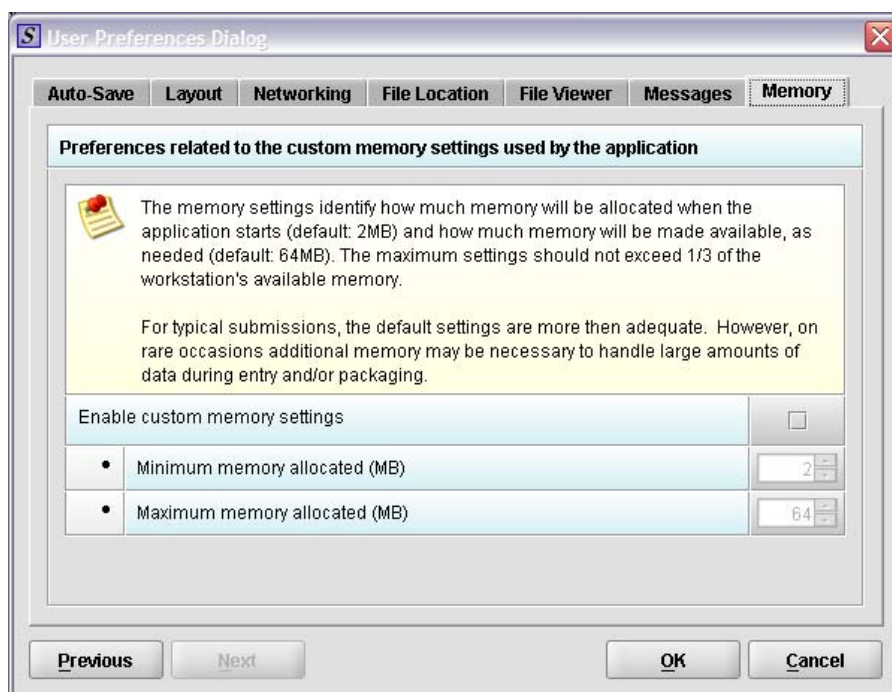 S User Preferences Dialog
Auto-Save Layout Networking File Location File Viewer Messages Memory
Preferences related to the custom memory settings used by the application
The memory settings identify how much memory will be allocated when the
application starts (default: 2MB) and how much memory will be made available, as
needed (default: 64MB). The maximum settings should not exceed 1/3 of the
workstation's available memory.
For typical submissions, the default settings are more then adequate. However, on
rare occasions additional memory may be necessary to handle large amounts of
data during entry and/or packaging.
Enable custom memory settings
• Minimum memory allocated (MB) 2
• Maximum memory allocated (MB) 64
Previous Next OK Cancel